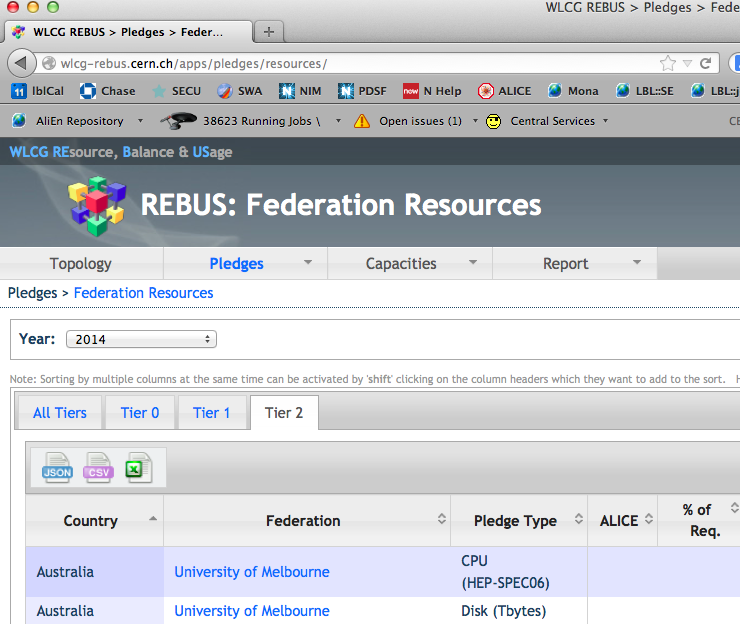 WLCG REBUS > Pledges > Fede
WLCG REBUS > Pledges > Feder...
wlcg-rebus.cern.ch/apps/pledges/resources/
11 lblCal Chase SECU SWA NIM PDSF now N Help ALICE Mona LBL::SE LBL::j
AliEn Repository 38623 Running Jobs \ Open issues (1) Central Services CE
WLCG REsource, Balance & USage
REBUS: Federation Resources
Topology Pledges Capacities Report
Pledges > Federation Resources
Year: 2014
Note: Sorting by multiple columns at the same time can be activated by 'shift' clicking on the column headers which they want to add to the sort. H
All Tiers Tier 0 Tier 1 Tier 2
JSON CSV X
Country Federation Pledge Type ALICE % of Req.
Australia University of Melbourne CPU (HEP-SPEC06)
Australia University of Melbourne Disk (Tbytes)